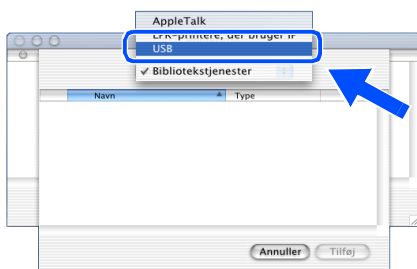 AppleTalk
LPR-printere, der bruger IP
USB
✓ Bibliotekstjenester
Navn Type
Annuller Tilføj